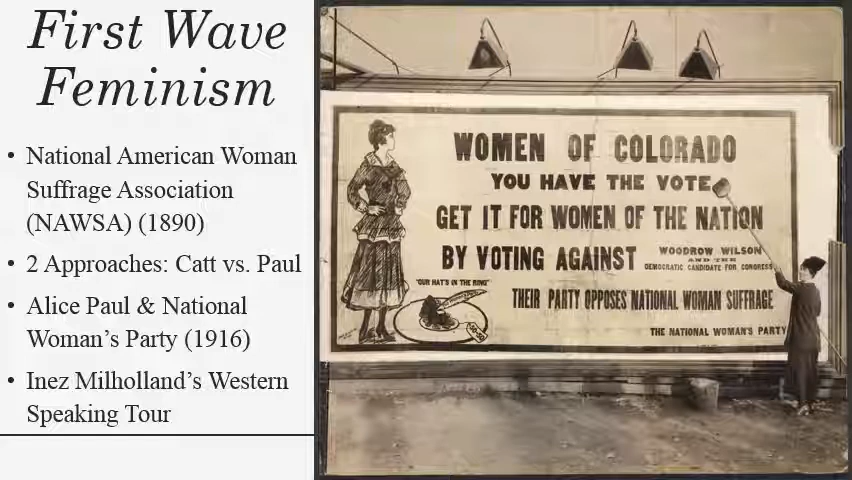 First Wave
Feminism
• National American Woman
Suffrage Association
(NAWSA) (1890)
• 2 Approaches: Catt vs. Paul
• Alice Paul & National
Woman's Party (1916)
• Inez Milholland's Western
Speaking Tour
WOMEN OF COLORADO
YOU HAVE THE VOTE
GET IT FOR WOMEN OF THE NATION
BY VOTING AGAINST
WOODROW WILSON
AND THE
DEMOCRATIC CANDIDATE FOR CONGRESS
"OUR HAT'S IN THE RING"
THEIR PARTY OPPOSES NATIONAL WOMAN SUFFRAGE
THE NATIONAL WOMAN'S PARTY